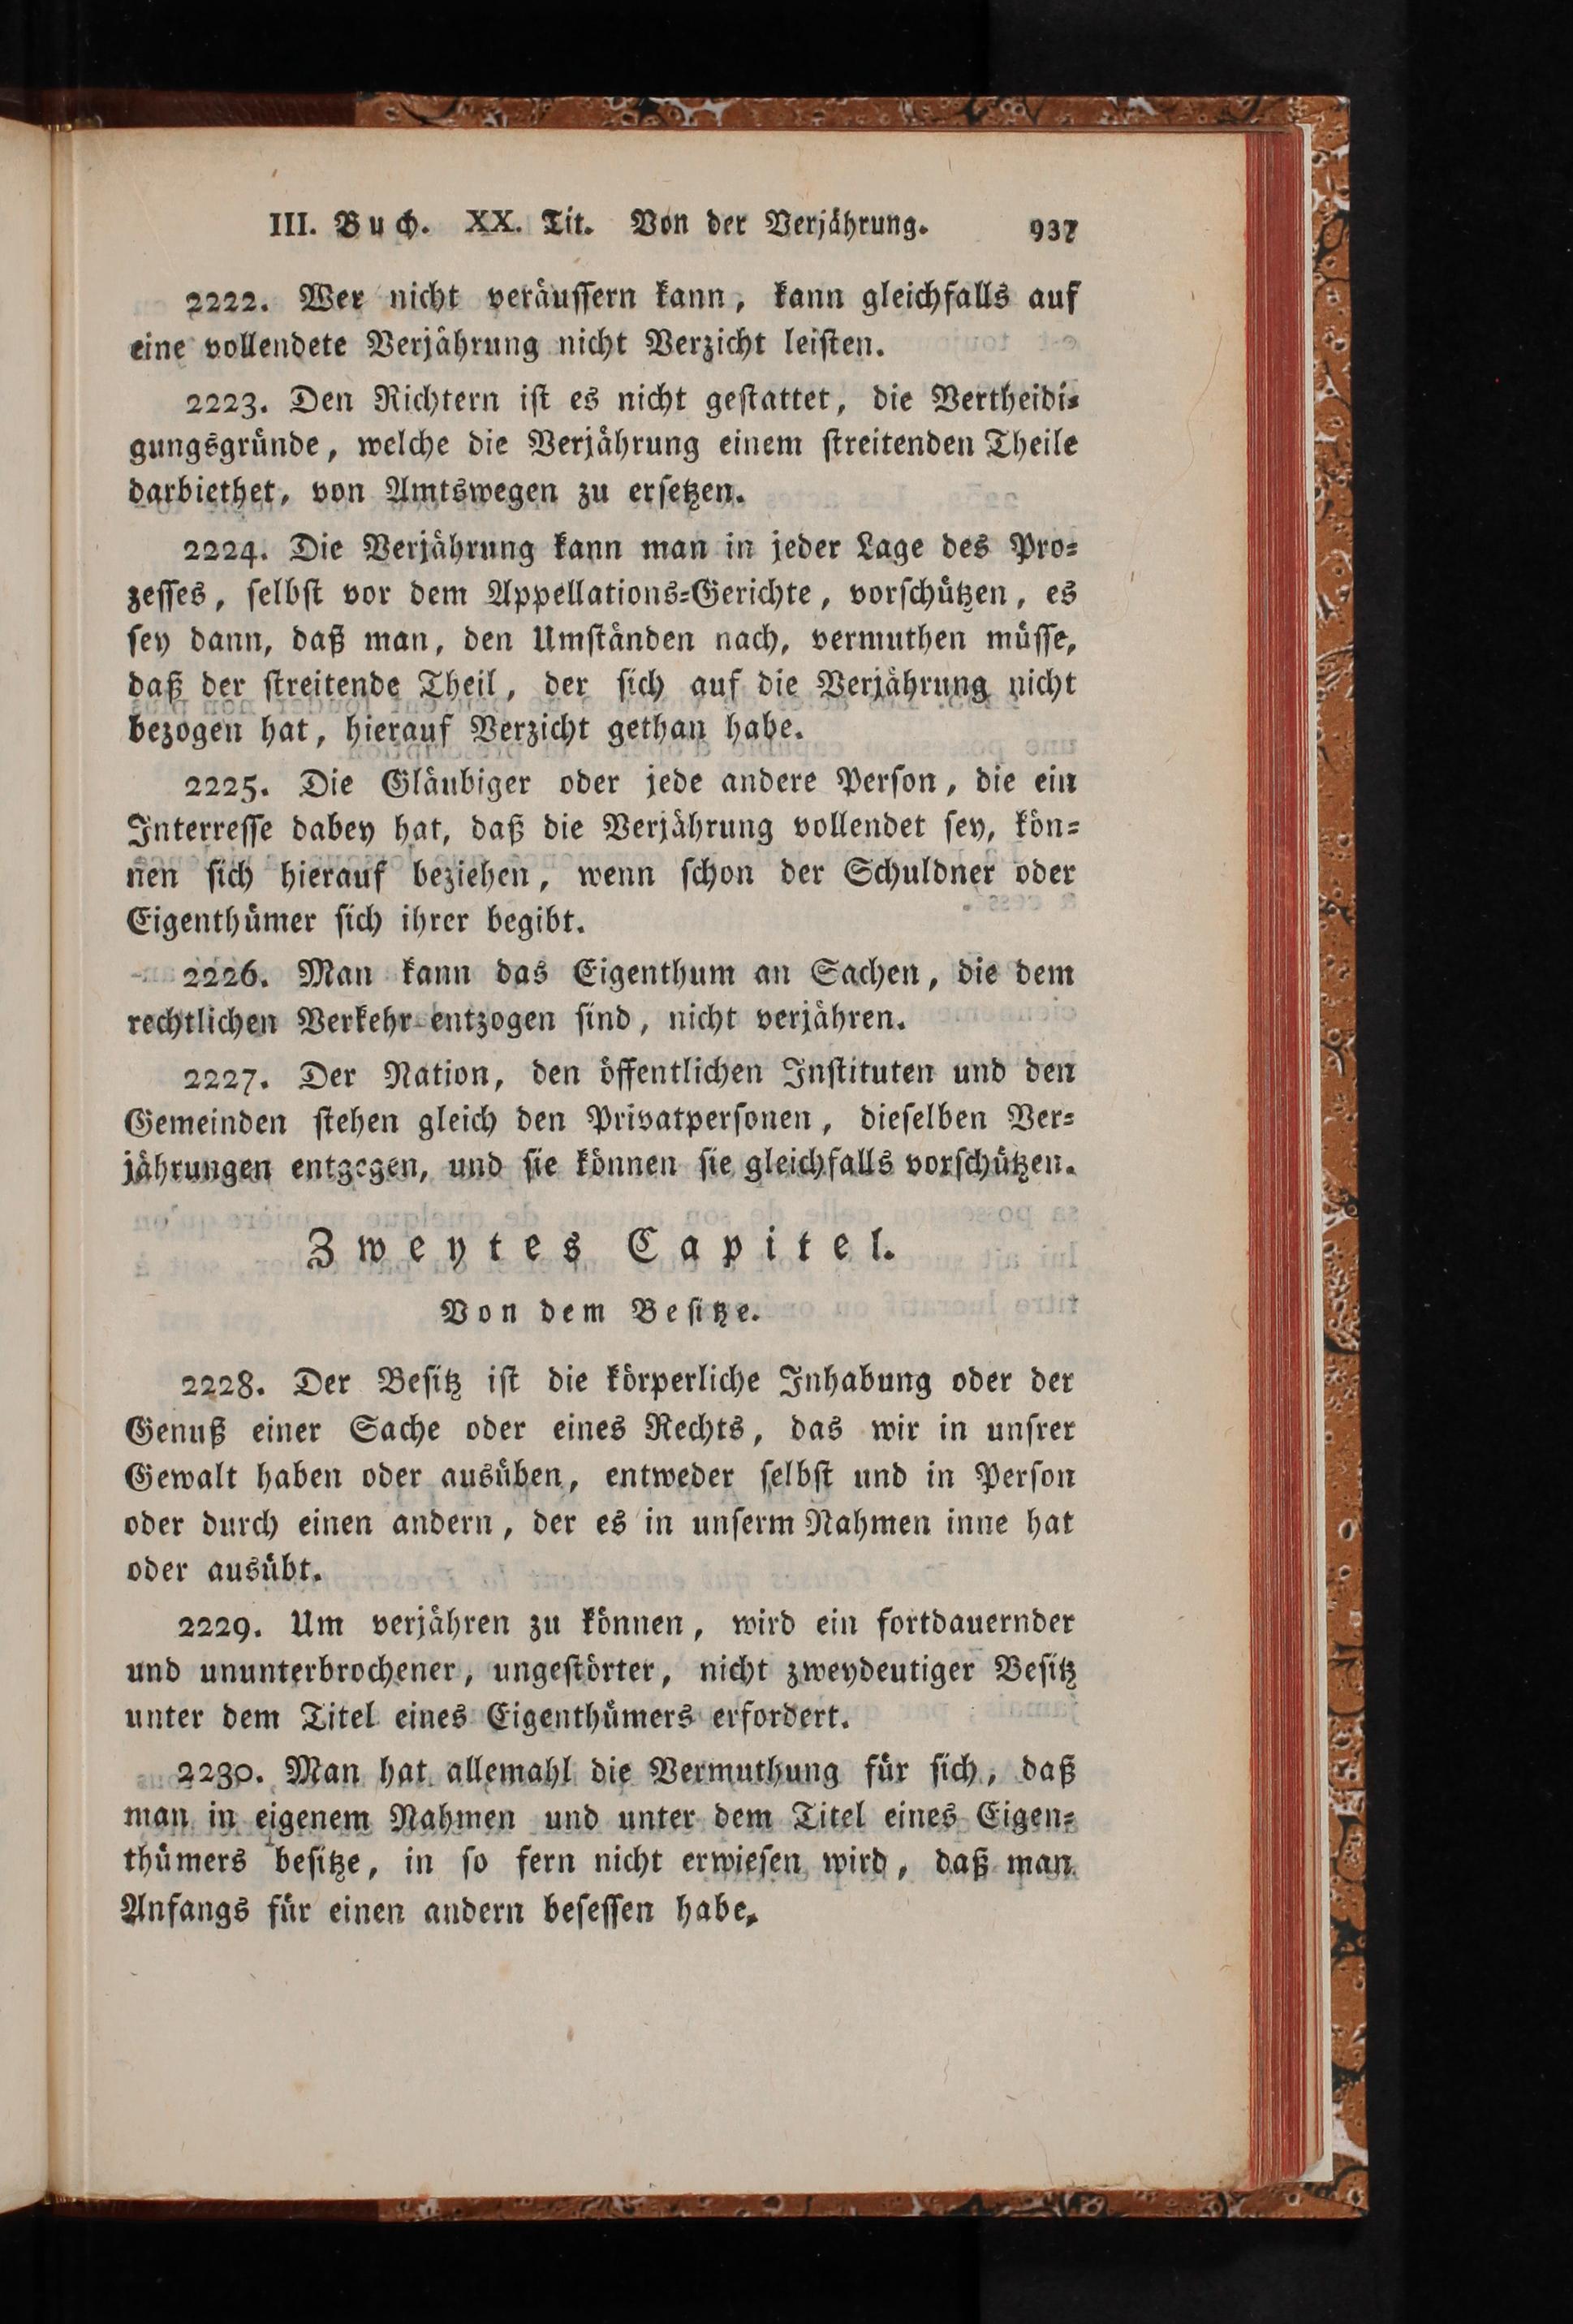 III. Buch. XX. Tit. Von der Verjährung. 937
2222. Wer nicht veräussern kann, kann gleichfalls auf
eine vollendete Verjährung nicht Verzicht leisten.
2223. Den Richtern ist es nicht gestattet, die Vertheidi-
gungsgründe, welche die Verjährung einem streitenden Theile
darbiethet, von Amtswegen zu ersetzen.
2224. Die Verjährung kann man in jeder Lage des Pro-
zesses, selbst vor dem Appellations-Gerichte, vorschützen, es
sey dann, daß man, den Umständen nach, vermuthen müsse,
daß der streitende Theil, der sich auf die Verjährung nicht
bezogen hat, hierauf Verzicht gethan habe.
2225. Die Gläubiger oder jede andere Person, die ein
Interresse dabey hat, daß die Verjährung vollendet sey, kön-
nen sich hierauf beziehen, wenn schon der Schuldner oder
Eigenthümer sich ihrer begibt.
2226. Man kann das Eigenthum an Sachen, die dem
rechtlichen Verkehr entzogen sind, nicht verjähren.
2227. Der Nation, den öffentlichen Instituten und den
Gemeinden stehen gleich den Privatpersonen, dieselben Ver-
jährungen entgegen, und sie können sie gleichfalls vorschützen.
Zweytes Capitel.
Von dem Besitze.
2228. Der Besitz ist die körperliche Inhabung oder der
Genuß einer Sache oder eines Rechts, das wir in unsrer
Gewalt haben oder ausüben, entweder selbst und in Person
oder durch einen andern, der es in unserm Nahmen inne hat
oder ausübt.
2229. Um verjähren zu können, wird ein fortdauernder
und ununterbrochener, ungestörter, nicht zweydeutiger Besitz
unter dem Titel eines Eigenthümers erfordert.
2230. Man hat allemahl die Vermuthung für sich, daß
man in eigenem Nahmen und unter dem Titel eines Eigen-
thümers besitze, in so fern nicht erwiesen wird, daß man
Anfangs für einen andern besessen habe.